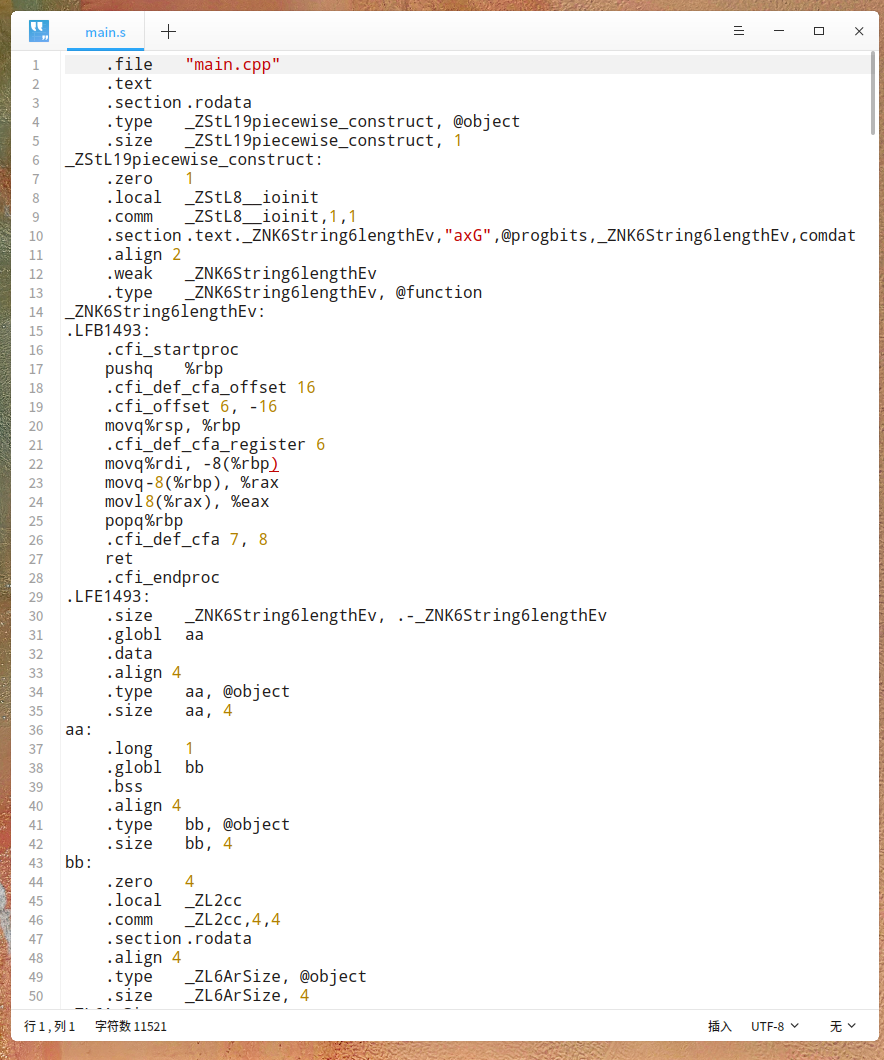 main.s
1 .file "main.cpp"
2 .text
3 .section .rodata
4 .type _ZStL19piecewise_construct, @object
5 .size _ZStL19piecewise_construct, 1
6 _ZStL19piecewise_construct:
7 .zero 1
8 .local _ZStL8__ioinit
9 .comm _ZStL8__ioinit,1,1
10 .section .text._ZNK6String6lengthEv,"axG",@progbits,_ZNK6String6lengthEv,comdat
11 .align 2
12 .weak _ZNK6String6lengthEv
13 .type _ZNK6String6lengthEv, @function
14 _ZNK6String6lengthEv:
15 .LFB1493:
16 .cfi_startproc
17 pushq %rbp
18 .cfi_def_cfa_offset 16
19 .cfi_offset 6, -16
20 movq%rsp, %rbp
21 .cfi_def_cfa_register 6
22 movq%rdi, -8(%rbp)
23 movq-8(%rbp), %rax
24 movl8(%rax), %eax
25 popq%rbp
26 .cfi_def_cfa 7, 8
27 ret
28 .cfi_endproc
29 .LFE1493:
30 .size _ZNK6String6lengthEv, .-_ZNK6String6lengthEv
31 .globl aa
32 .data
33 .align 4
34 .type aa, @object
35 .size aa, 4
36 aa:
37 .long 1
38 .globl bb
39 .bss
40 .align 4
41 .type bb, @object
42 .size bb, 4
43 bb:
44 .zero 4
45 .local _ZL2cc
46 .comm _ZL2cc,4,4
47 .section .rodata
48 .align 4
49 .type _ZL6ArSize, @object
50 .size _ZL6ArSize, 4
行 1 , 列 1 字符数 11521 插入 UTF-8 无